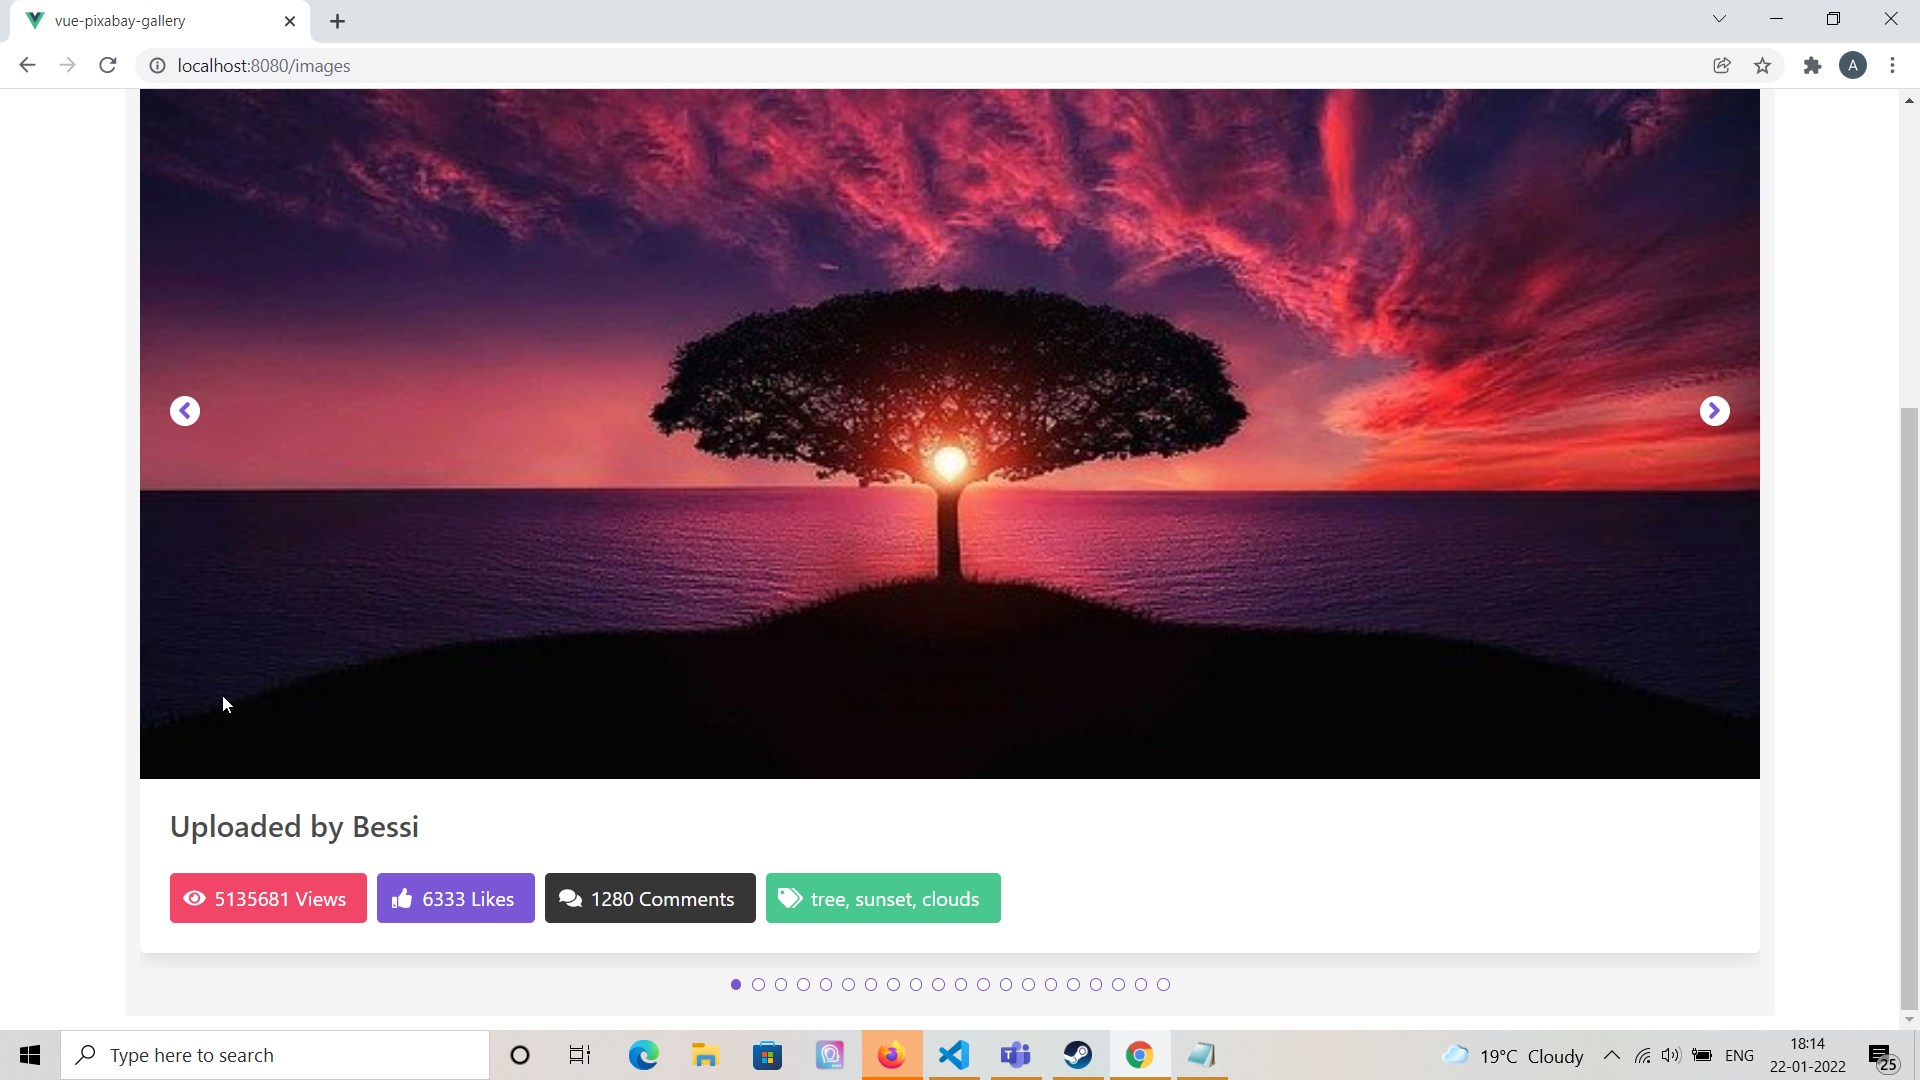 vue-pixabay-gallery
localhost:8080/images
A
Uploaded by Bessi
5135681 Views
6333 Likes
1280 Comments
tree, sunset, clouds
Type here to search
19°C Cloudy
ENG
18:14
22-01-2022
25